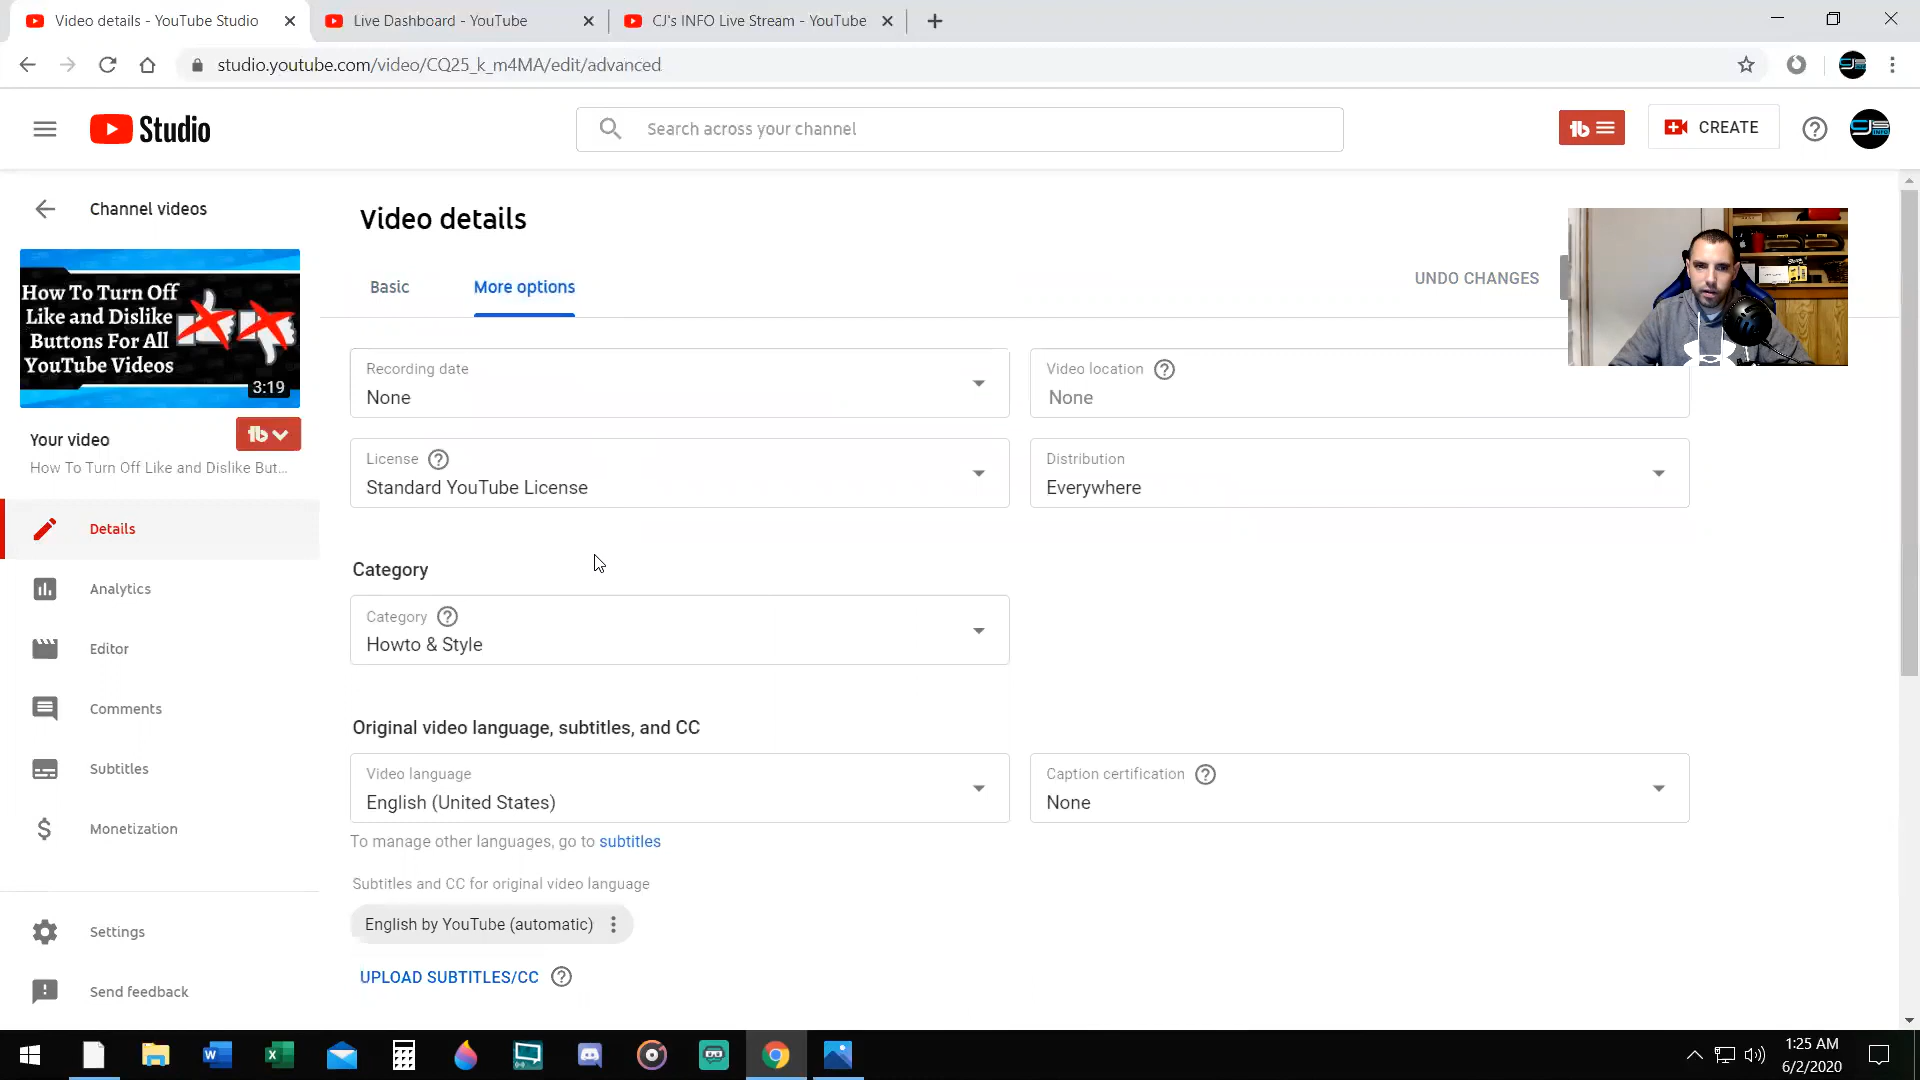 Video details - YouTube Studio
Live Dashboard - YouTube
CJ's INFO Live Stream - YouTube
studio.youtube.com/video/CQ25_k_m4MA/edit/advanced
Studio
Search across your channel
CREATE
Channel videos
Video details
How To Turn Off
Like and Dislike
Buttons For All
YouTube Videos
3:19
Basic
More options
UNDO CHANGES
Your video
How To Turn Off Like and Dislike But...
Recording date
None
Video location
None
License
Standard YouTube License
Distribution
Everywhere
Details
Analytics
Editor
Comments
Subtitles
Monetization
Settings
Send feedback
Category
Category
Howto & Style
Original video language, subtitles, and CC
Video language
English (United States)
Caption certification
None
To manage other languages, go to subtitles
Subtitles and CC for original video language
English by YouTube (automatic)
UPLOAD SUBTITLES/CC
1:25 AM
6/2/2020